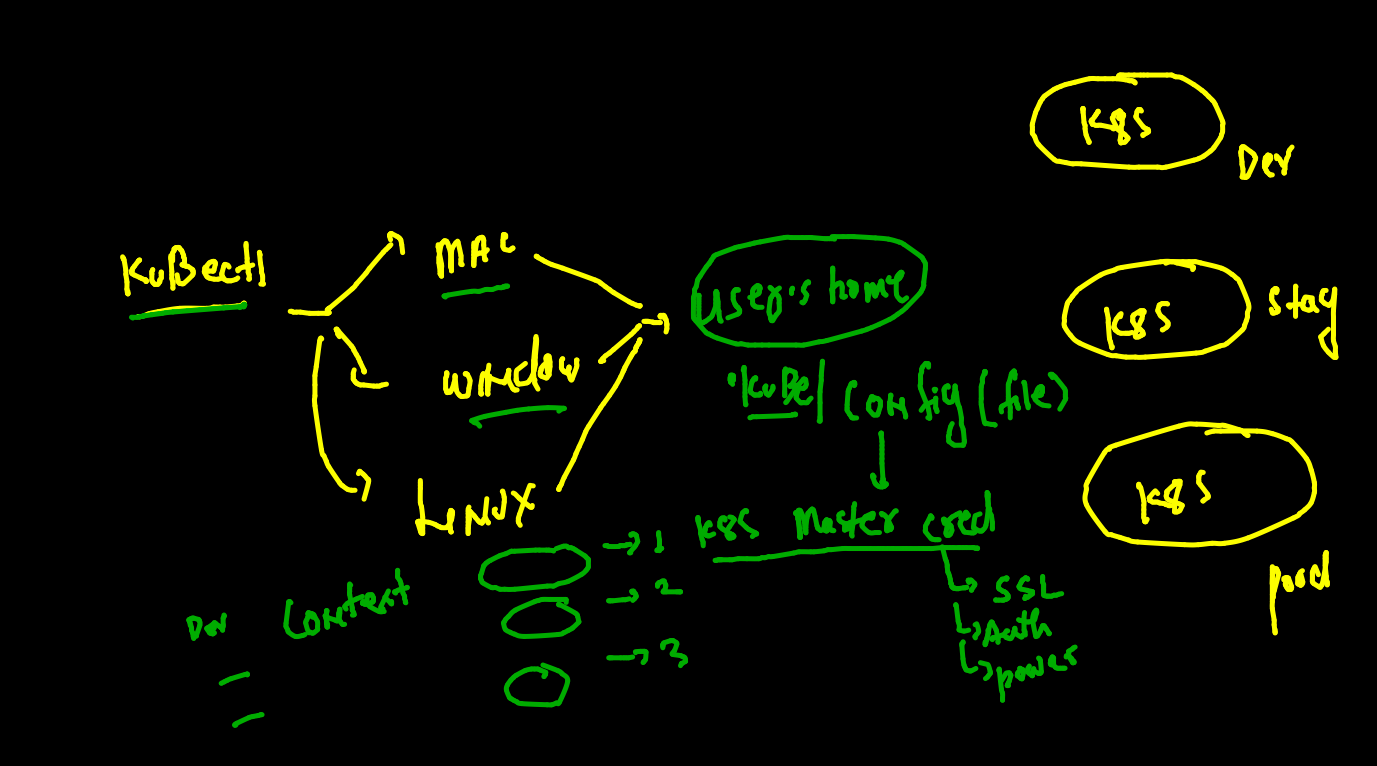 K8S
Dev
KuBectl
MAC
User's home
K8S
Stag
Window
.KuBe/config (file)
LINUX
K8S Master cred
K8S
→ 1
→ 2
→ 3
SSL
Auth
power
Dev Context
prod